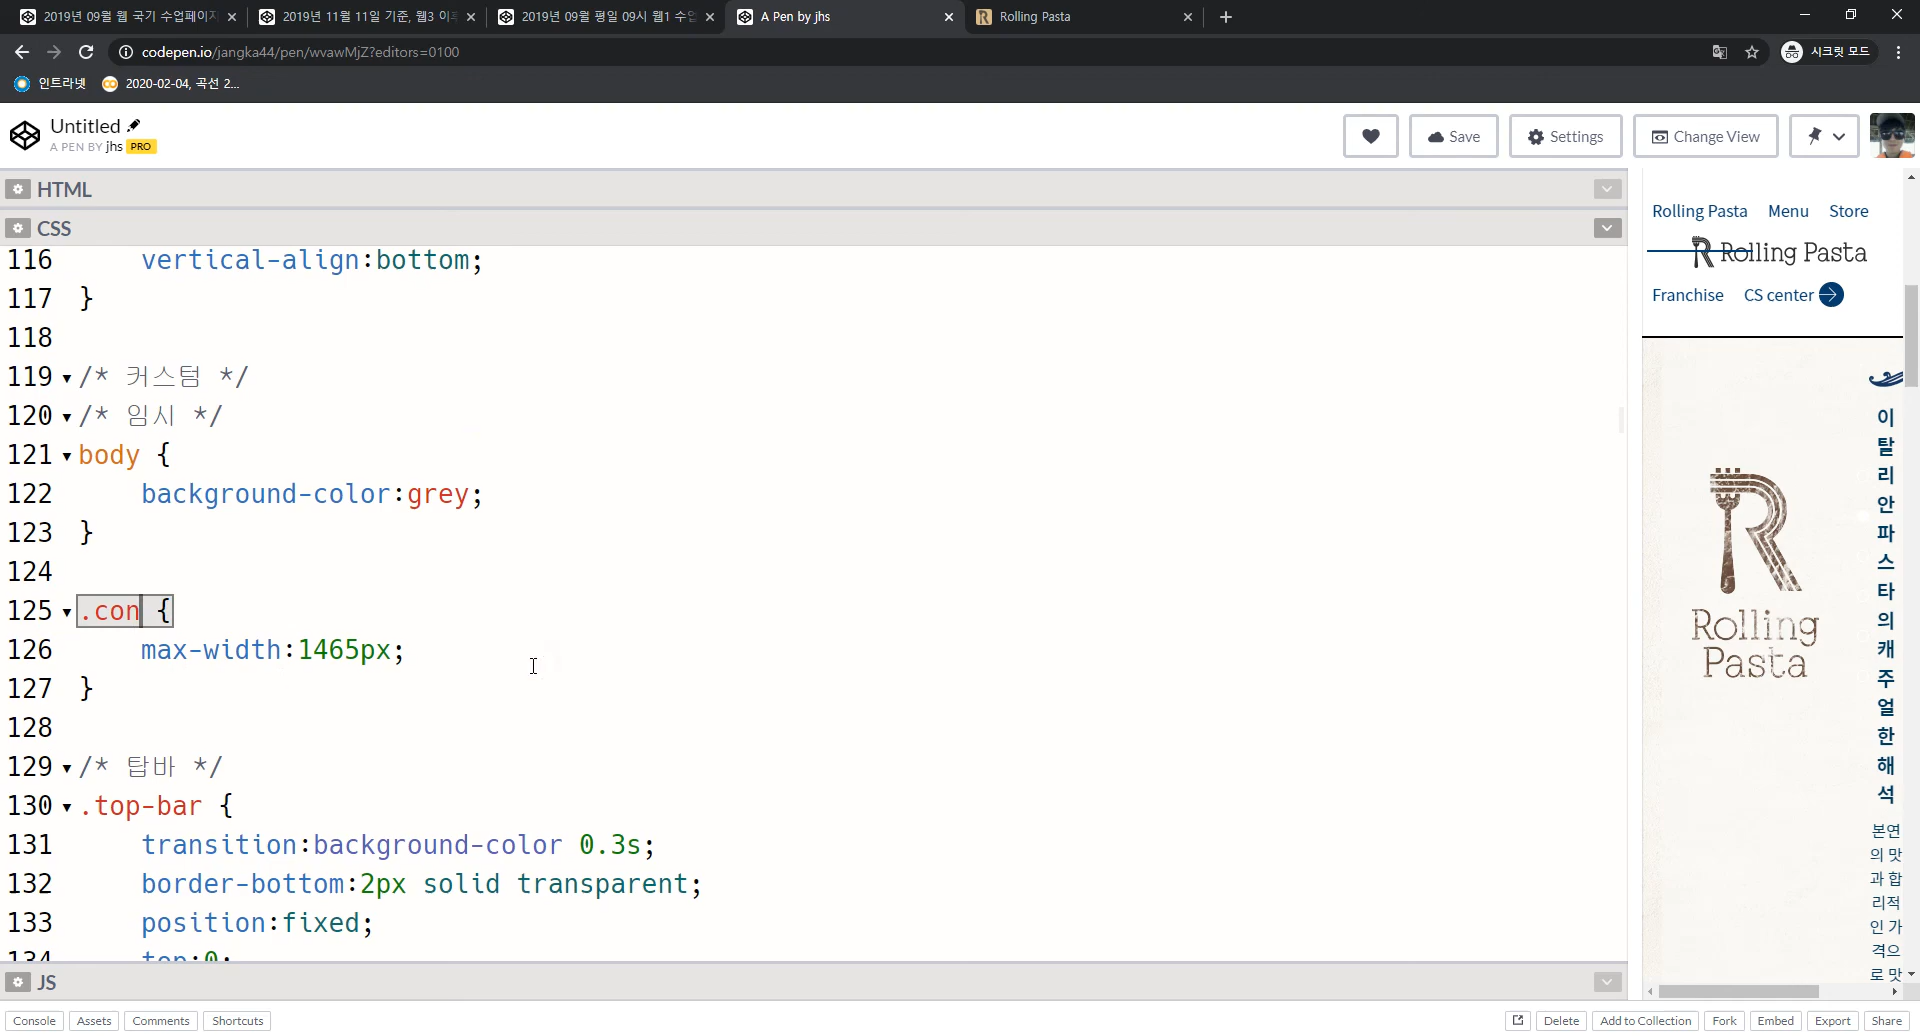 2019년 09월 웹 국기 수업페이지
2019년 11월 11일 기준, 웹3 이
2019년 09월 평일 09시 웹1 수업
A Pen by jhs
Rolling Pasta
codepen.io/jangka44/pen/wvawMjZ?editors=0100
시크릿 모드
인트라넷
2020-02-04, 곡선 2...
Untitled
A PEN BY jhs PRO
Save
Settings
Change View
HTML
CSS
116 vertical-align:bottom;
117 }
118
119 /* 커스텀 */
120 /* 임시 */
121 body {
122 background-color:grey;
123 }
124
125 .con {
126 max-width:1465px;
127 }
128
129 /* 탑바 */
130 .top-bar {
131 transition:background-color 0.3s;
132 border-bottom:2px solid transparent;
133 position:fixed;
134 top:0;
JS
Rolling Pasta Menu Store
Rolling Pasta
Franchise CS center
Rolling
Pasta
이
탈
리
안
파
스
타
의
캐
주
얼
한
해
석
본연
의 맛
과 합
리적
인 가
격으
로 맛
Console Assets Comments Shortcuts
Delete Add to Collection Fork Embed Export Share